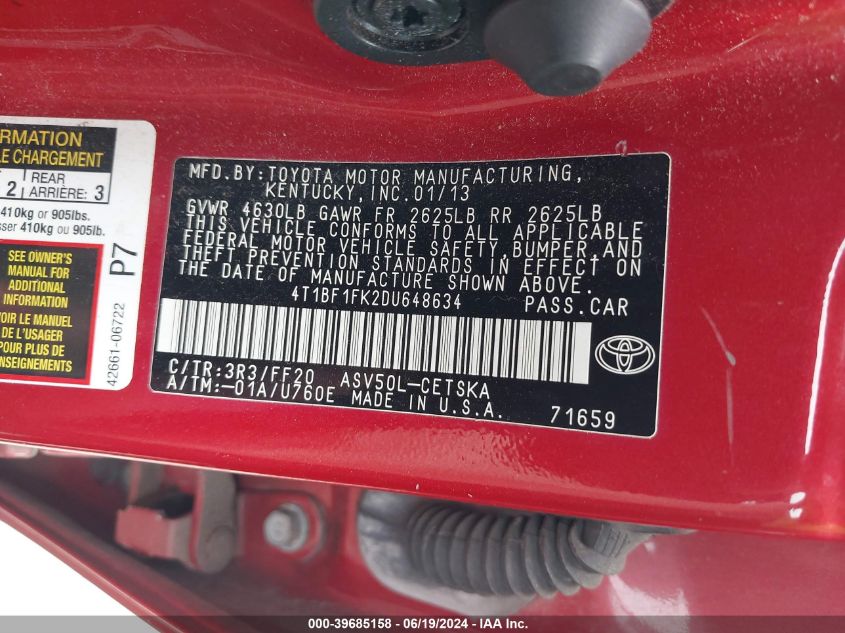 RMATION
LE CHARGEMENT
2 REAR ARRIÈRE: 3
410kg or 905lbs.
sser 410kg ou 905lb.
SEE OWNER'S
MANUAL FOR
ADDITIONAL
INFORMATION
OIR LE MANUEL
DE L'USAGER
POUR PLUS DE
ENSEIGNEMENTS
P7
42661-06722
MFD.BY:TOYOTA MOTOR MANUFACTURING,
KENTUCKY,INC.01/13
GVWR 4630LB GAWR FR 2625LB RR 2625LB
THIS VEHICLE CONFORMS TO ALL APPLICABLE
FEDERAL MOTOR VEHICLE SAFETY,BUMPER,AND
THEFT PREVENTION STANDARDS IN EFFECT ON
THE DATE OF MANUFACTURE SHOWN ABOVE.
4T1BF1FK2DU648634 PASS.CAR
C/TR:3R3/FF20 ASV50L-CETSKA
A/TM:-01A/U760E MADE IN U.S.A. 71659
000-39685158 - 06/19/2024 - IAA Inc.